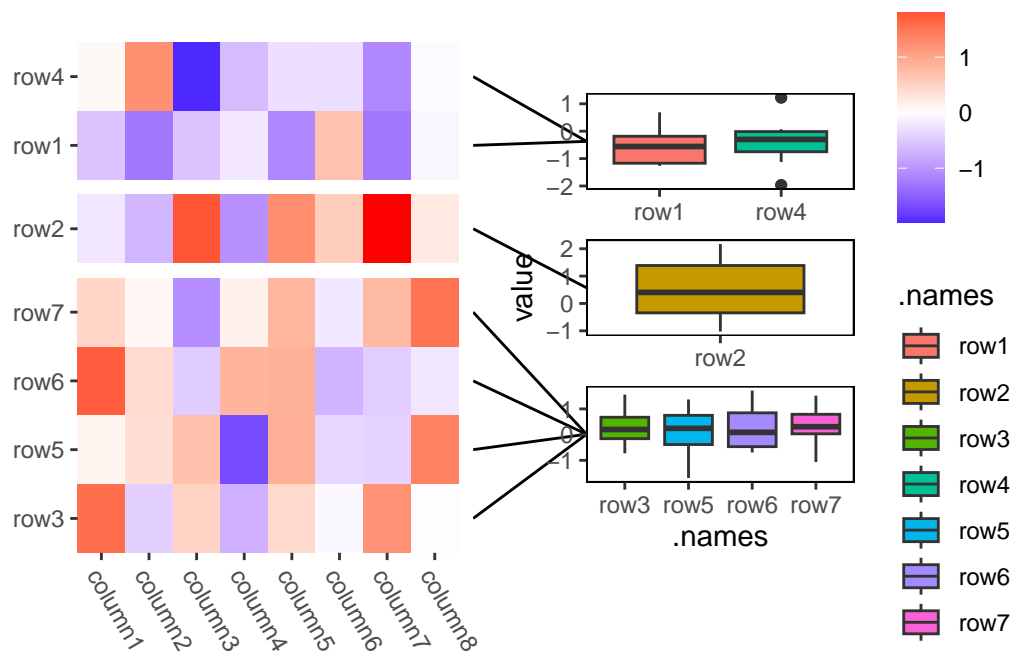 row4
row1
row2
row7
row6
row5
row3
column1
column2
column3
column4
column5
column6
column7
column8
value
1
0
−1
−2
row1
row4
2
1
0
−1
row2
1
0
−1
row3
row5
row6
row7
.names
1
0
−1
.names
row1
row2
row3
row4
row5
row6
row7